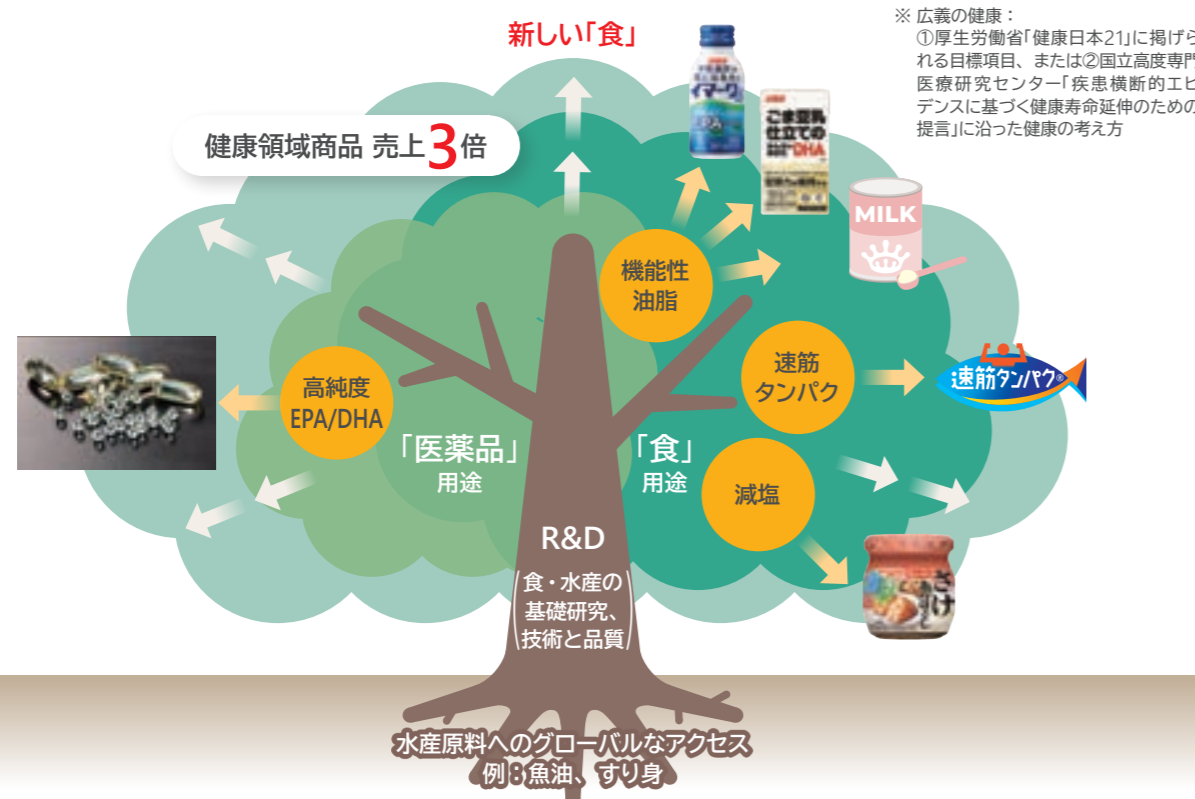 新しい「食」
※ 広義の健康：
①厚生労働省「健康日本21」に掲げら
れる目標項目、または②国立高度専門
医療研究センター「疾患横断的エビ
デンスに基づく健康寿命延伸のための
提言」に沿った健康の考え方
健康領域商品 売上3倍
イマーク
ごま豆乳
仕立ての
DHA
MILK
機能性
油脂
速筋
タンパク
速筋タンパク®
高純度
EPA/DHA
「医薬品」
用途
「食」
用途
減塩
さけ
R&D
(食・水産の
基礎研究、
技術と品質)
水産原料へのグローバルなアクセス
例：魚油、すり身